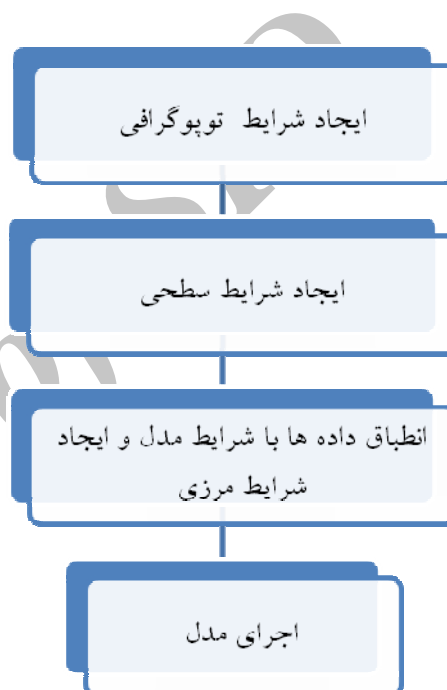 ایجاد شرایط توپوگرافی
ایجاد شرایط سطحی
انطباق داده ها با شرایط مدل و ایجاد
شرایط مرزی
اجرای مدل